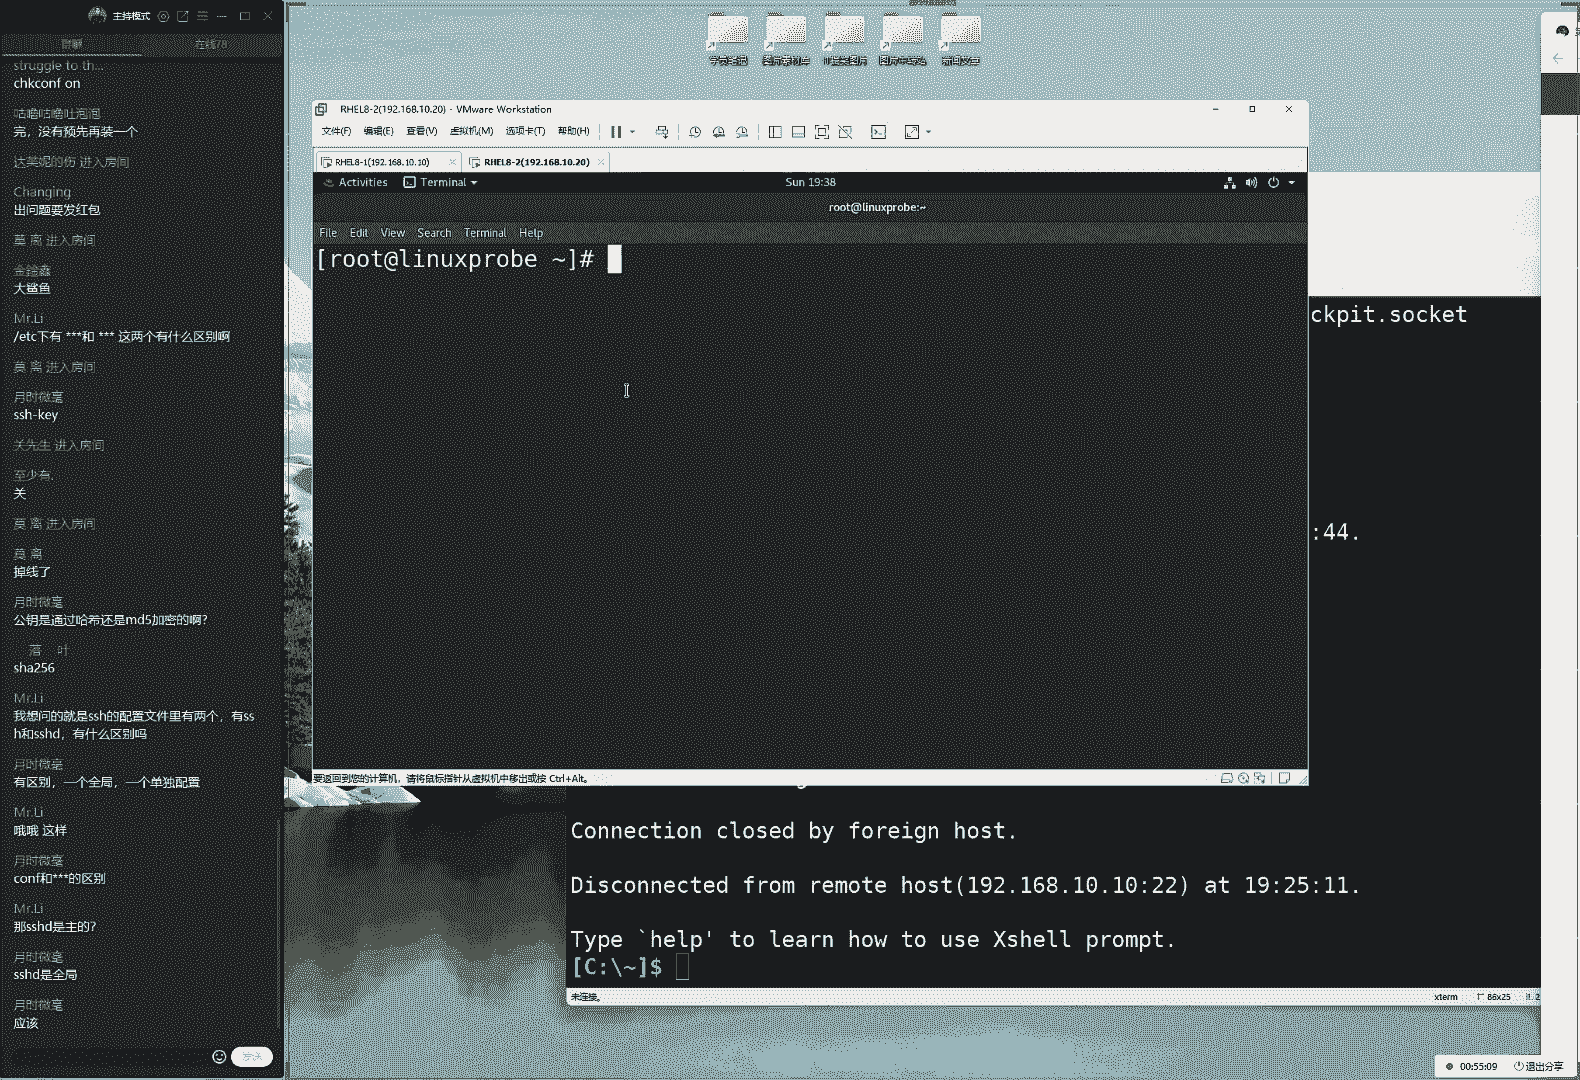 主持模式
在线78
struggle to th...
chkconf on
咕噜咕噜吐泡泡
完，没有预先再装一个
达芙妮的伤 进入房间
Changing
出问题要发红包
莫 离 进入房间
大鲨鱼
Mr.Li
/etc下有 ***和 *** 这两个有什么区别啊
莫 离 进入房间
月时微毫
ssh-key
关先生 进入房间
至少有.
关
莫 离 进入房间
莫 离
掉线了
月时微毫
公钥是通过哈希还是md5加密的啊?
落 叶
sha256
Mr.Li
我想问的就是ssh的配置文件里有两个，有ss
h和sshd，有什么区别吗
月时微毫
有区别，一个全局，一个单独配置
Mr.Li
哦哦 这样
月时微毫
conf和***的区别
Mr.Li
那sshd是主的?
月时微毫
sshd是全局
月时微毫
应该
发送
RHEL8-2(192.168.10.20) - VMware Workstation
文件(F) 编辑(E) 查看(V) 虚拟机(M) 选项卡(T) 帮助(H)
RHEL8-1(192.168.10.10)
RHEL8-2(192.168.10.20)
Activities
Terminal
Sun 19:38
root@linuxprobe:~
File Edit View Search Terminal Help
[root@linuxprobe ~]#
要返回到您的计算机，请将鼠标指针从虚拟机中移出或按 Ctrl+Alt。
ckpit.socket
:44.
Connection closed by foreign host.
Disconnected from remote host(192.168.10.10:22) at 19:25:11.
Type `help' to learn how to use Xshell prompt.
[C:\~]$
未连接。
xterm
86x25
00:55:09
退出分享